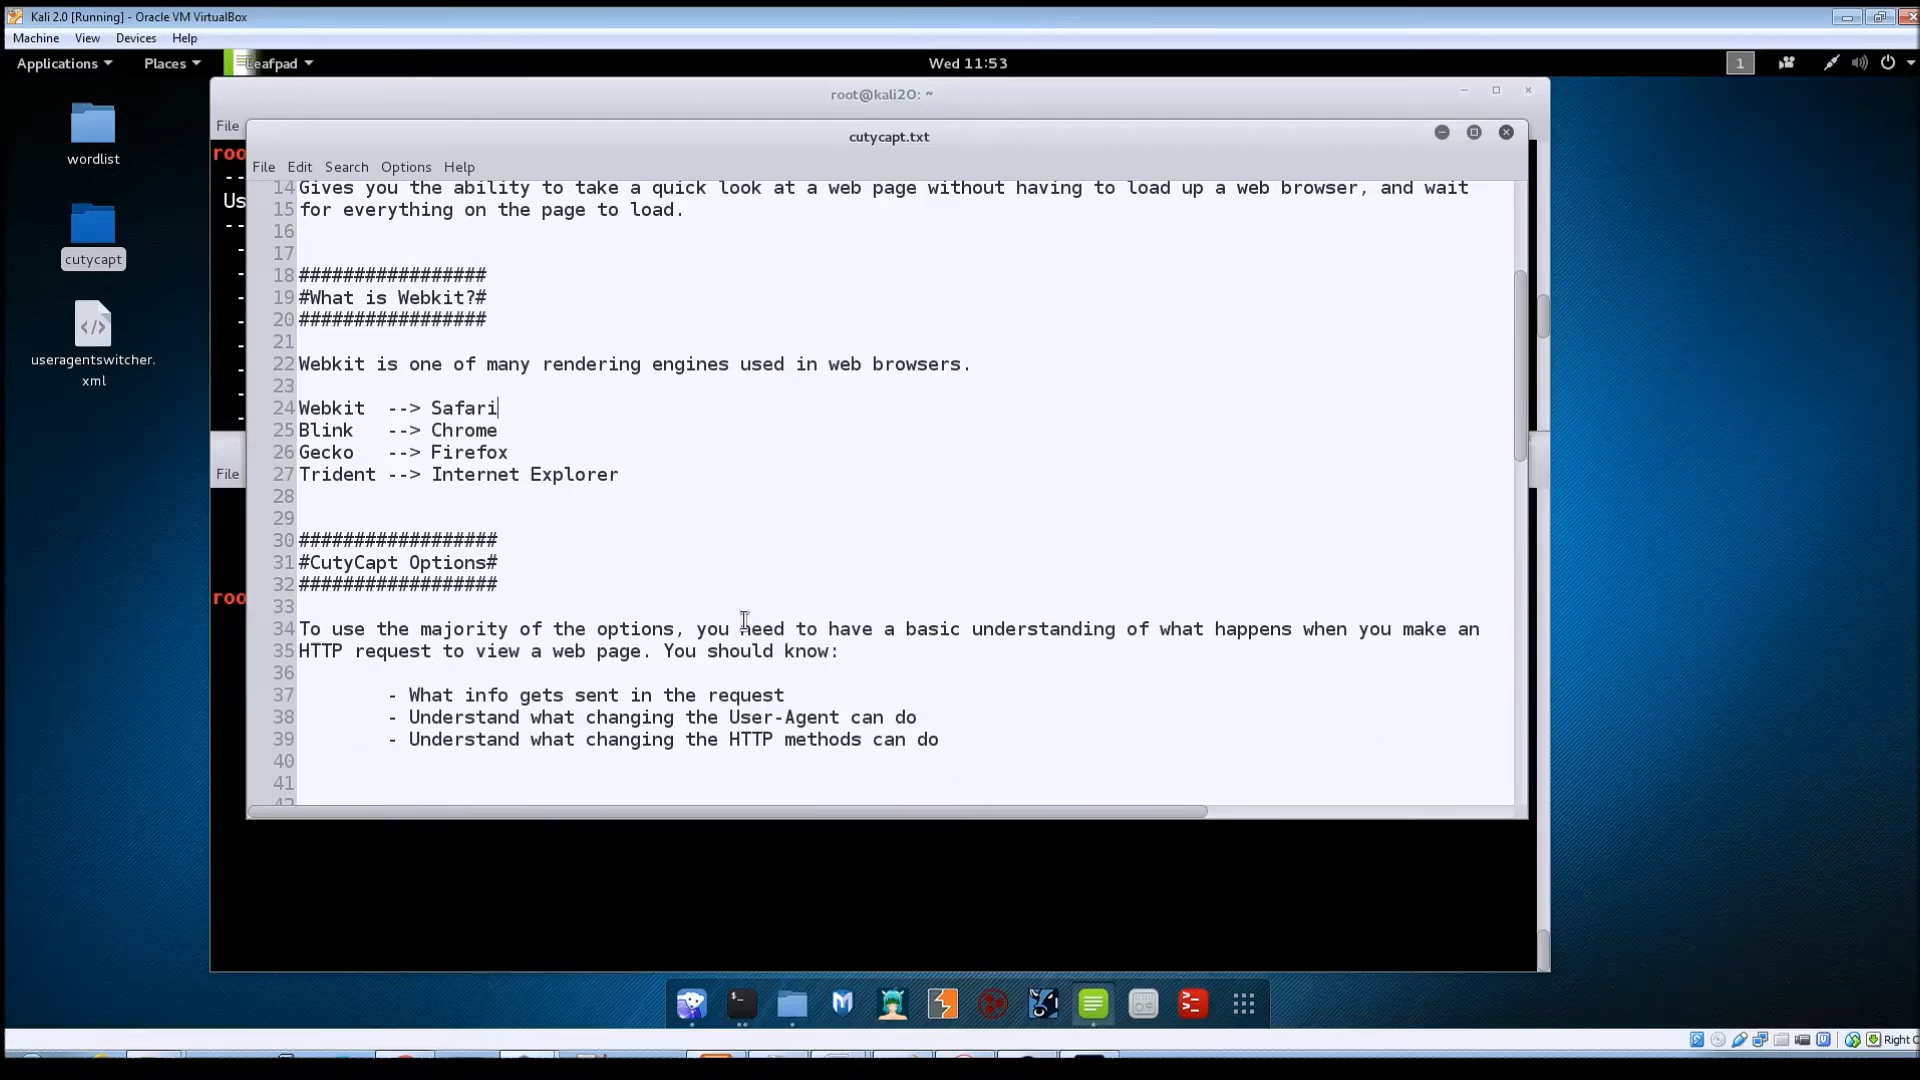 Kali 2.0 [Running] - Oracle VM VirtualBox
Machine View Devices Help
Applications Places Leafpad Wed 11:53 1
root@kali20: ~
File
cutycapt.txt
File Edit Search Options Help
wordlist
cutycapt
useragentswitcher.
xml
roo
--
Us
--
-
-
-
-
-
-
-
-
File
roo
14 Gives you the ability to take a quick look at a web page without having to load up a web browser, and wait
15 for everything on the page to load.
16
17
18 #################
19 #What is Webkit?#
20 #################
21
22 Webkit is one of many rendering engines used in web browsers.
23
24 Webkit --> Safari
25 Blink --> Chrome
26 Gecko --> Firefox
27 Trident --> Internet Explorer
28
29
30 ##################
31 #CutyCapt Options#
32 ##################
33
34 To use the majority of the options, you need to have a basic understanding of what happens when you make an
35 HTTP request to view a web page. You should know:
36
37 - What info gets sent in the request
38 - Understand what changing the User-Agent can do
39 - Understand what changing the HTTP methods can do
40
41
42
Right C